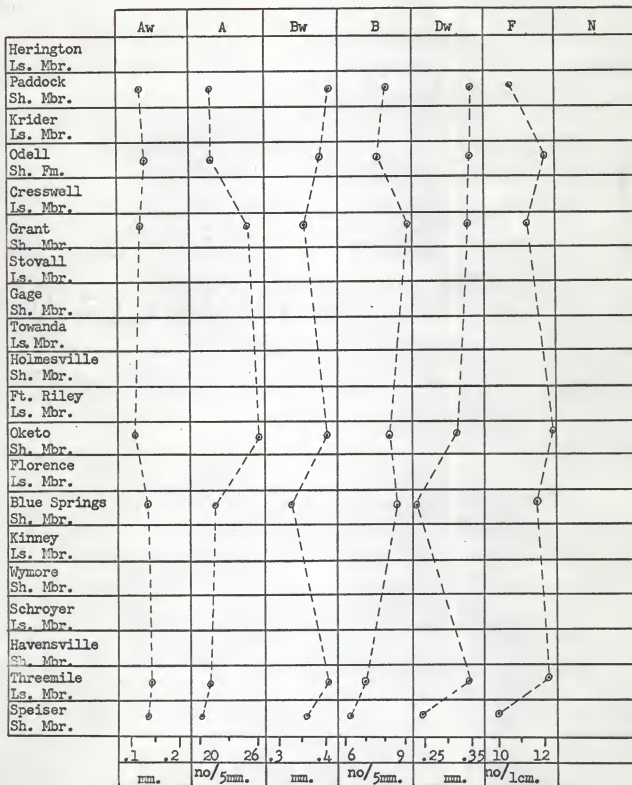 Aw A Bw B Dw F N
Herington
Ls. Mbr.
Paddock
Sh. Mbr.
Krider
Ls. Mbr.
Odell
Sh. Fm.
Cresswell
Ls. Mbr.
Grant
Sh. Mbr.
Stovall
Ls. Mbr.
Gage
Sh. Mbr.
Towanda
Ls. Mbr.
Holmesville
Sh. Mbr.
Ft. Riley
Ls. Mbr.
Oketo
Sh. Mbr.
Florence
Ls. Mbr.
Blue Springs
Sh. Mbr.
Kinney
Ls. Mbr.
Wymore
Sh. Mbr.
Schroyer
Ls. Mbr.
Havensville
Sh. Mbr.
Threemile
Ls. Mbr.
Speiser
Sh. Mbr.
.1 .2 20 26 .3 .4 6 9 .25 .35 10 12
mm. no/5mm. mm. no/5mm. mm. no/1cm.